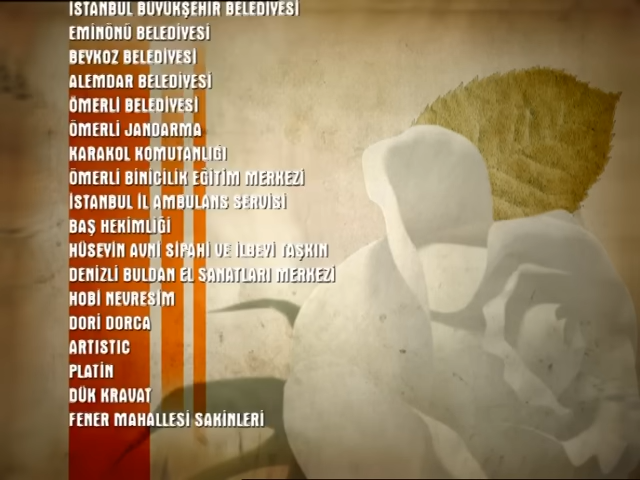 İSTANBUL BÜYÜKŞEHİR BELEDİYESİ
EMİNÖNÜ BELEDİYESİ
BEYKOZ BELEDİYESİ
ALEMDAR BELEDİYESİ
ÖMERLİ BELEDİYESİ
ÖMERLİ JANDARMA
KARAKOL KOMUTANLIĞI
ÖMERLİ BİNİCİLİK EĞİTİM MERKEZİ
İSTANBUL İL AMBULANS SERVİSİ
BAŞ HEKİMLİĞİ
HÜSEYİN AVNİ SİPAHİ VE İLBEYİ TAŞKIN
DENİZLİ BULDAN EL SANATLARI MERKEZİ
HOBİ NEVRESİM
DORİ DORCA
ARTISTIC
PLATİN
DÜK KRAVAT
FENER MAHALLESİ SAKİNLERİ